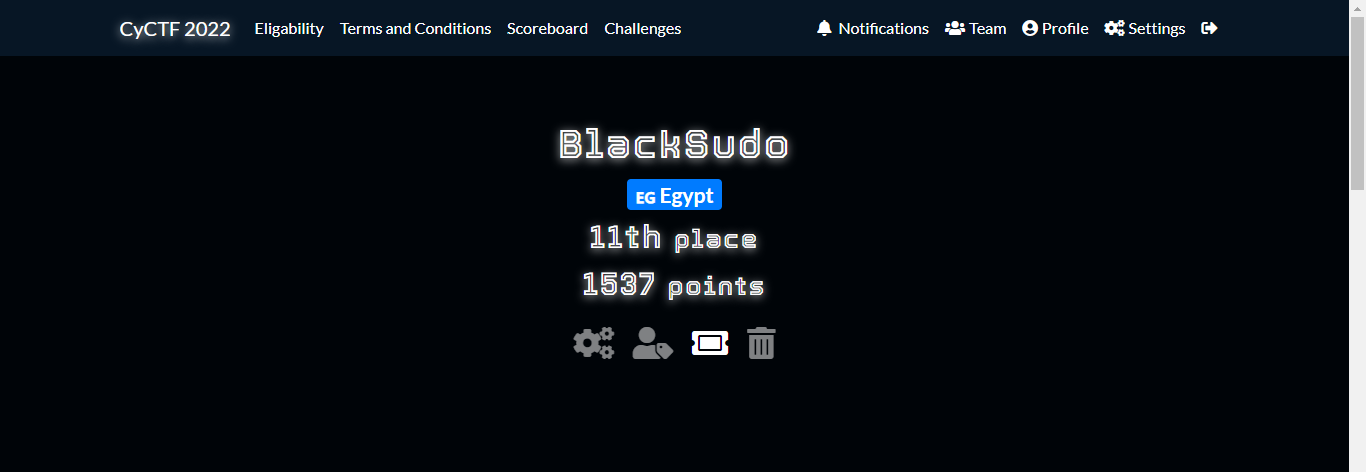 CyCTF 2022 Eligability Terms and Conditions Scoreboard Challenges Notifications Team Profile Settings
BlackSudo
EG Egypt
11th place
1537 points